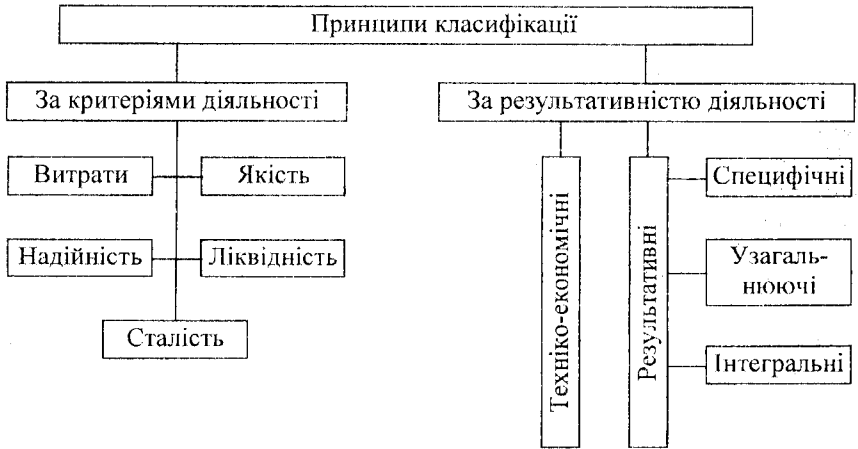 Принципи класифікації
За критеріями діяльності
За результативністю діяльності
Витрати
Якість
Надійність
Ліквідність
Сталість
Техніко-економічні
Результативні
Специфічні
Узагаль-
нюючі
Інтегральні